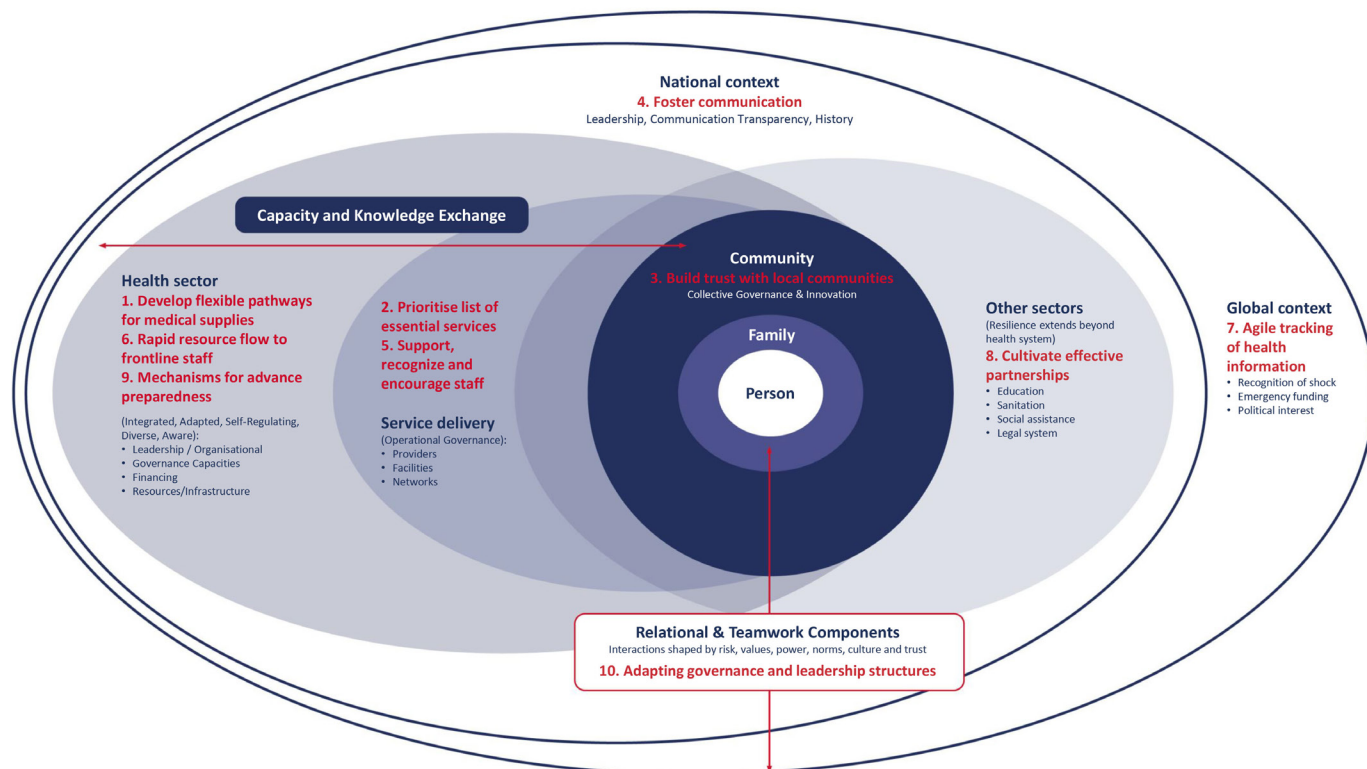 National context
4. Foster communication
Leadership, Communication Transparency, History
Capacity and Knowledge Exchange
Health sector
1. Develop flexible pathways
for medical supplies
6. Rapid resource flow to
frontline staff
9. Mechanisms for advance
preparedness
(Integrated, Adapted, Self-Regulating,
Diverse, Aware):
• Leadership / Organisational
• Governance Capacities
• Financing
• Resources/Infrastructure
2. Prioritise list of
essential services
5. Support,
recognize and
encourage staff
Service delivery
(Operational Governance):
• Providers
• Facilities
• Networks
Community
3. Build trust with local communities
Collective Governance & Innovation
Family
Person
Other sectors
(Resilience extends beyond
health system)
8. Cultivate effective
partnerships
• Education
• Sanitation
• Social assistance
• Legal system
Global context
7. Agile tracking
of health
information
• Recognition of shock
• Emergency funding
• Political interest
Relational & Teamwork Components
Interactions shaped by risk, values, power, norms, culture and trust
10. Adapting governance and leadership structures